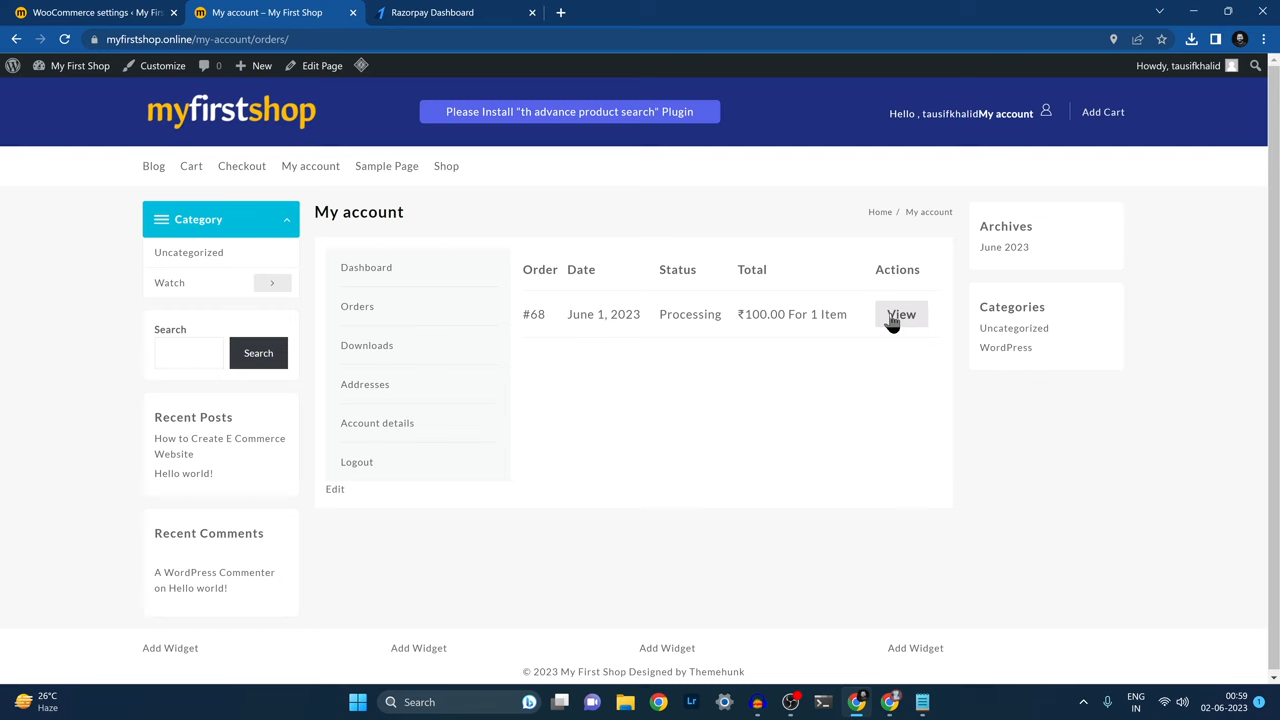 WooCommerce settings ‹ My Firs
My account – My First Shop
Razorpay Dashboard
myfirstshop.online/my-account/orders/
My First Shop
Customize
0
New
Edit Page
Howdy, tausifkhalid
myfirstshop
Please Install "th advance product search" Plugin
Hello , tausifkhalidMy account
Add Cart
Blog
Cart
Checkout
My account
Sample Page
Shop
Category
Uncategorized
Watch
Search
Search
Recent Posts
How to Create E Commerce
Website
Hello world!
Recent Comments
A WordPress Commenter
on Hello world!
My account
Home /
My account
Dashboard
Orders
Downloads
Addresses
Account details
Logout
Edit
Order Date Status Total Actions
#68 June 1, 2023 Processing ₹100.00 For 1 Item View
Archives
June 2023
Categories
Uncategorized
WordPress
Add Widget
Add Widget
Add Widget
Add Widget
© 2023 My First Shop Designed by Themehunk
26°C
Haze
Search
Lr
ENG
IN
00:59
02-06-2023
1